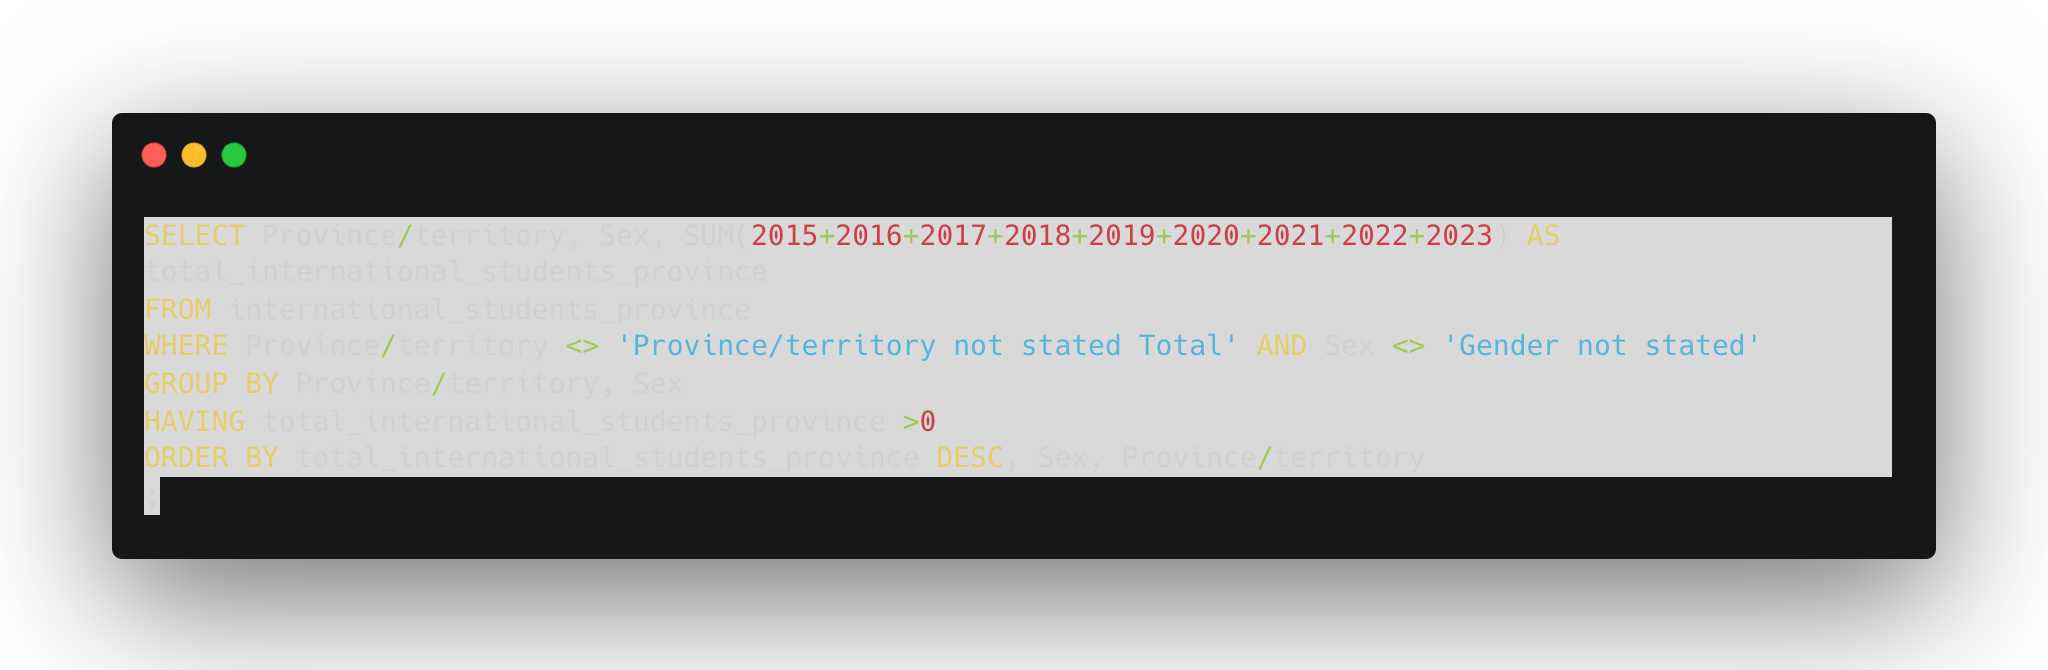 SELECT Province/territory, Sex, SUM(2015+2016+2017+2018+2019+2020+2021+2022+2023) AS
total_international_students_province
FROM international_students_province
WHERE Province/territory <> 'Province/territory not stated Total' AND Sex <> 'Gender not stated'
GROUP BY Province/territory, Sex
HAVING total_international_students_province >0
ORDER BY total_international_students_province DESC, Sex, Province/territory
;